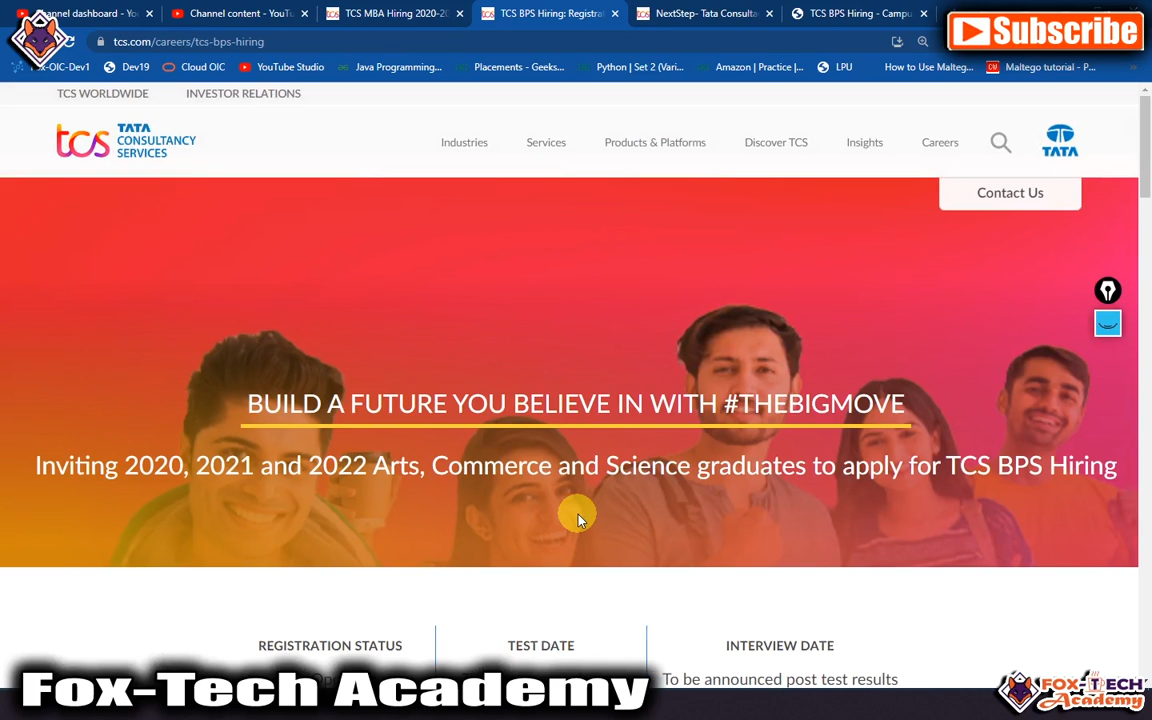 Channel dashboard - Yo
Channel content - YouTu
TCS MBA Hiring 2020-20
TCS BPS Hiring: Registra
NextStep- Tata Consulta
TCS BPS Hiring - Campu
Subscribe
tcs.com/careers/tcs-bps-hiring
Dev19
Cloud OIC
YouTube Studio
Java Programming...
Placements - Geeks...
Python | Set 2 (Vari...
Amazon | Practice |...
LPU
How to Use Malteg...
Maltego tutorial - P...
TCS WORLDWIDE
INVESTOR RELATIONS
tcs TATA CONSULTANCY SERVICES
Industries
Services
Products & Platforms
Discover TCS
Insights
Careers
TATA
Contact Us
BUILD A FUTURE YOU BELIEVE IN WITH #THEBIGMOVE
Inviting 2020, 2021 and 2022 Arts, Commerce and Science graduates to apply for TCS BPS Hiring
REGISTRATION STATUS
TEST DATE
INTERVIEW DATE
To be announced post test results
Fox-Tech Academy
FOX-TECH
Academy